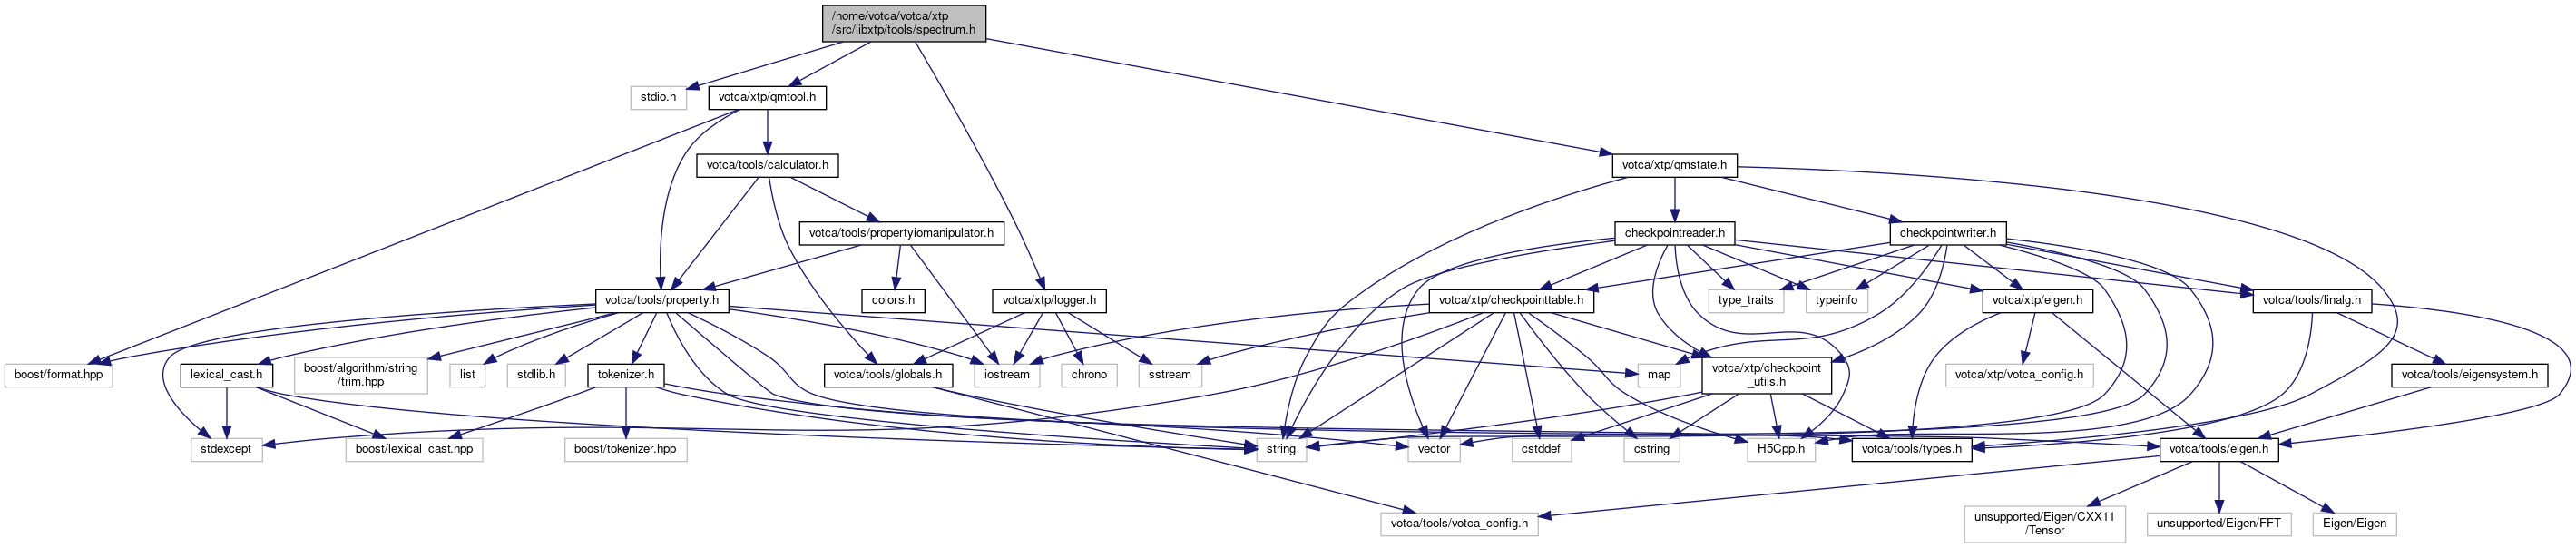 /home/votca/votca/xtp
/src/libxtp/tools/spectrum.h
stdio.h
votca/xtp/qmtool.h
votca/tools/calculator.h
votca/xtp/qmstate.h
votca/tools/propertyiomanipulator.h
checkpointreader.h
checkpointwriter.h
votca/tools/property.h
colors.h
votca/xtp/logger.h
votca/xtp/checkpointtable.h
type_traits
typeinfo
votca/xtp/eigen.h
votca/tools/linalg.h
boost/format.hpp
lexical_cast.h
boost/algorithm/string
/trim.hpp
list
stdlib.h
tokenizer.h
votca/tools/globals.h
iostream
chrono
sstream
map
votca/xtp/checkpoint
_utils.h
votca/xtp/votca_config.h
votca/tools/eigensystem.h
stdexcept
boost/lexical_cast.hpp
boost/tokenizer.hpp
string
vector
cstddef
cstring
H5Cpp.h
votca/tools/types.h
votca/tools/eigen.h
votca/tools/votca_config.h
unsupported/Eigen/CXX11
/Tensor
unsupported/Eigen/FFT
Eigen/Eigen